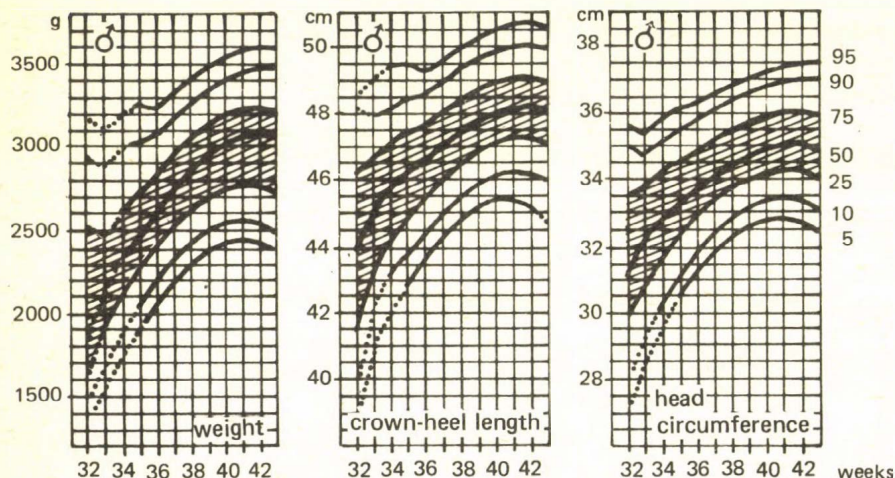 g
♂
3500
3000
2500
2000
1500
weight
32 34 36 38 40 42
cm
♂
50
48
46
44
42
40
crown-heel length
32 34 36 38 40 42
cm
♂
38
36
34
32
30
28
head
circumference
32 34 36 38 40 42 weeks
95
90
75
50
25
10
5